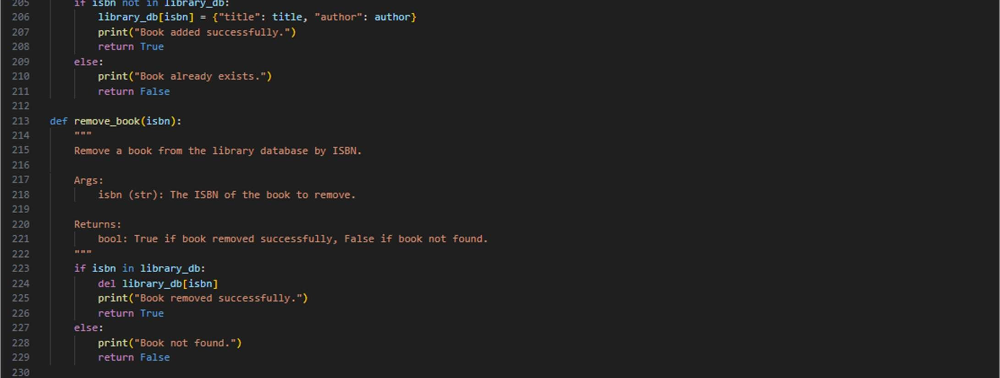 205 if isbn not in library_db:
206 library_db[isbn] = {"title": title, "author": author}
207 print("Book added successfully.")
208 return True
209 else:
210 print("Book already exists.")
211 return False
212
213 def remove_book(isbn):
214 """
215 Remove a book from the library database by ISBN.
216
217 Args:
218 isbn (str): The ISBN of the book to remove.
219
220 Returns:
221 bool: True if book removed successfully, False if book not found.
222 """
223 if isbn in library_db:
224 del library_db[isbn]
225 print("Book removed successfully.")
226 return True
227 else:
228 print("Book not found.")
229 return False
230